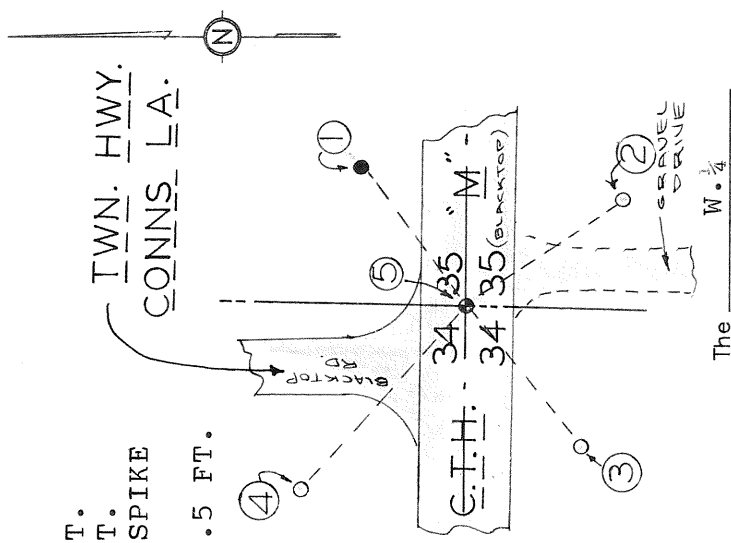 N
TWN. HWY.
CONNS LA.
T.
T.
SPIKE
.5 FT.
①
④
⑤
BLACKTOP
RD.
34 35
C.T.H. - "M" -
34 35 (BLACKTOP)
②
③
GRAVEL
DRIVE
The W. ¼